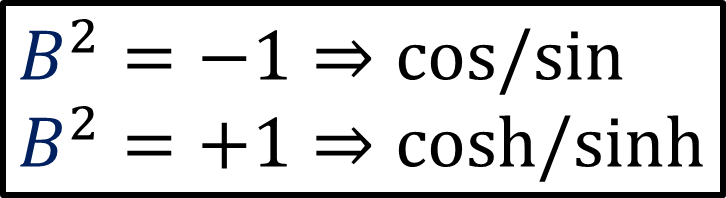 B² = −1 ⇒ cos/sin
B² = +1 ⇒ cosh/sinh